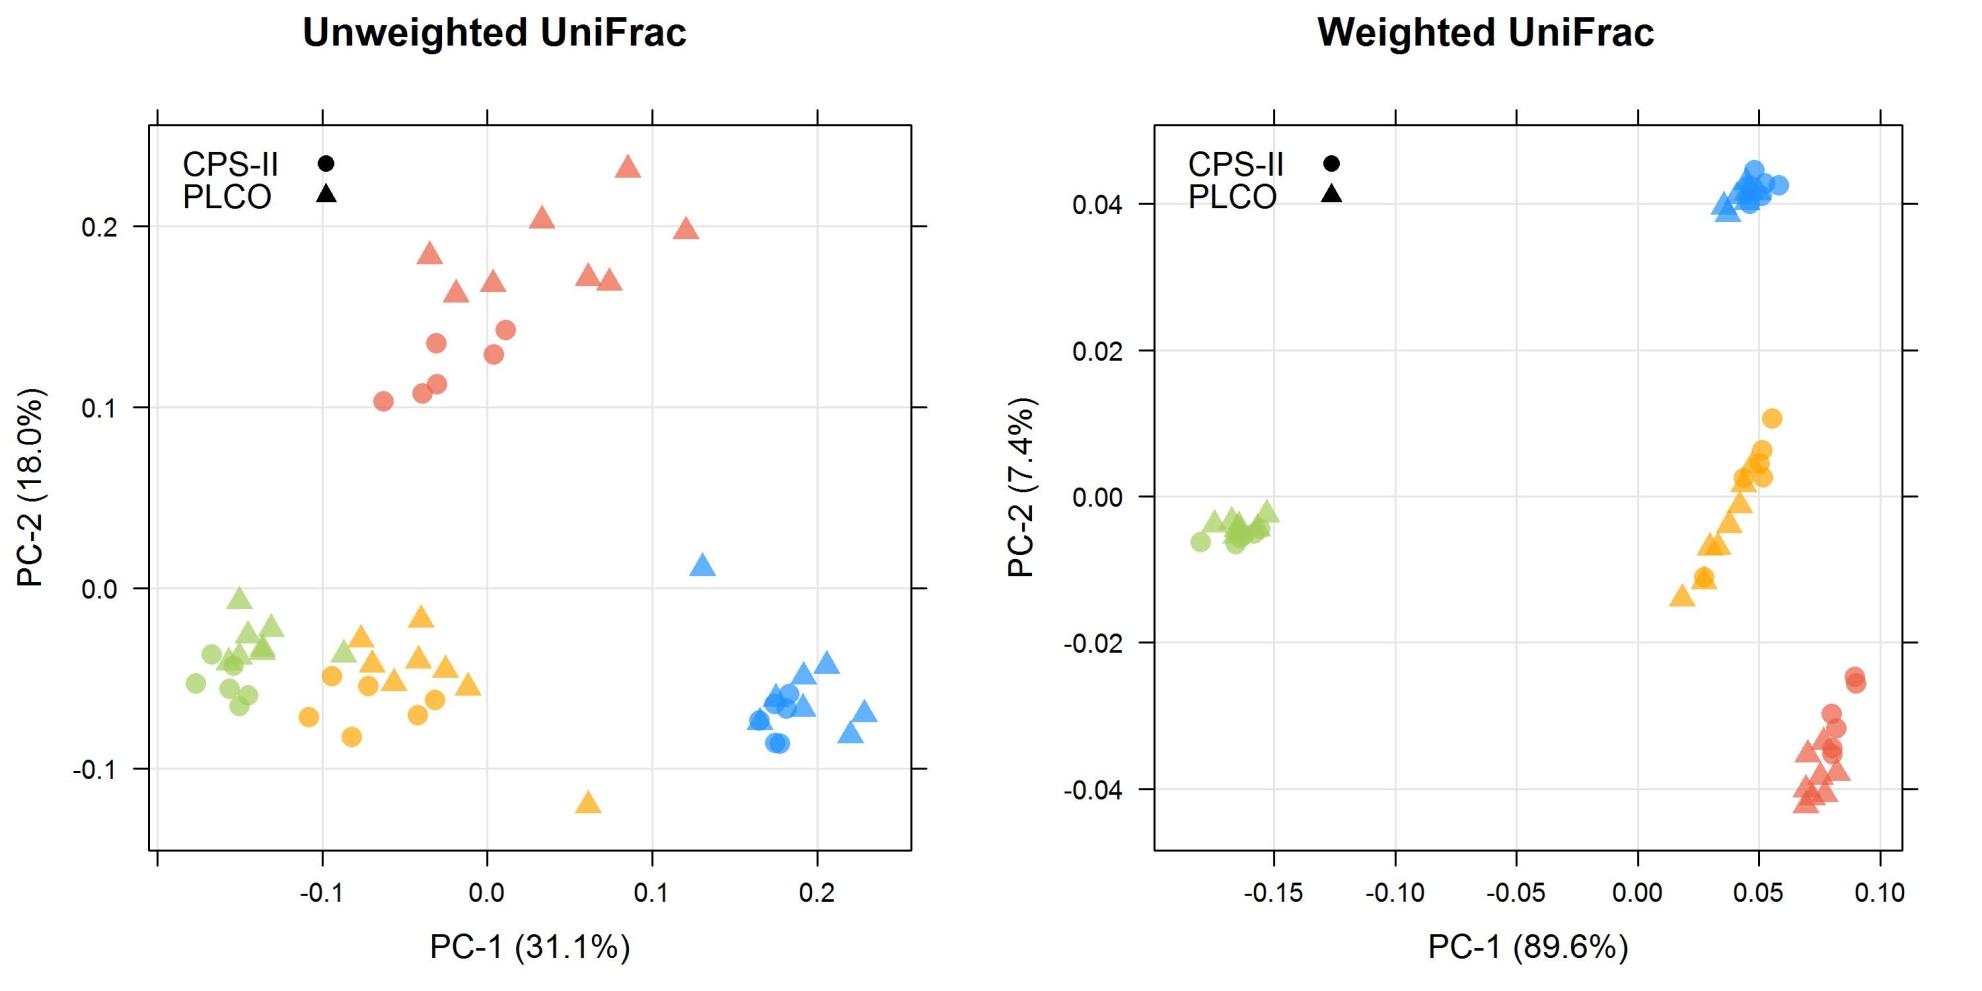 Unweighted UniFrac
CPS-II
PLCO
PC-2 (18.0%)
0.2
0.1
0.0
-0.1
-0.1
0.0
0.1
0.2
PC-1 (31.1%)
Weighted UniFrac
CPS-II
PLCO
PC-2 (7.4%)
0.04
0.02
0.00
-0.02
-0.04
-0.15
-0.10
-0.05
0.00
0.05
0.10
PC-1 (89.6%)